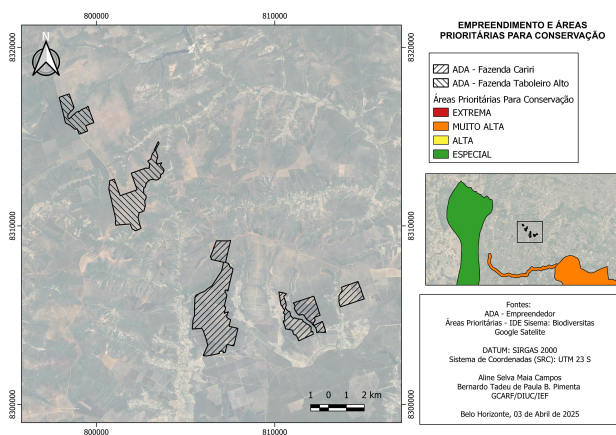 800000
810000
8320000
8320000
N
8310000
8310000
8300000
8300000
1 0 1 2 km
800000
810000
EMPREENDIMENTO E ÁREAS
PRIORITÁRIAS PARA CONSERVAÇÃO
ADA - Fazenda Cariri
ADA - Fazenda Taboleiro Alto
Áreas Prioritárias Para Conservação
EXTREMA
MUITO ALTA
ALTA
ESPECIAL
Fontes:
ADA - Empreendedor
Áreas Prioritárias - IDE Sisema: Biodiversitas
Google Satelite
DATUM: SIRGAS 2000
Sistema de Coordenadas (SRC): UTM 23 S
Aline Selva Maia Campos
Bernardo Tadeu de Paula B. Pimenta
GCARF/DIUC/IEF
Belo Horizonte, 03 de Abril de 2025